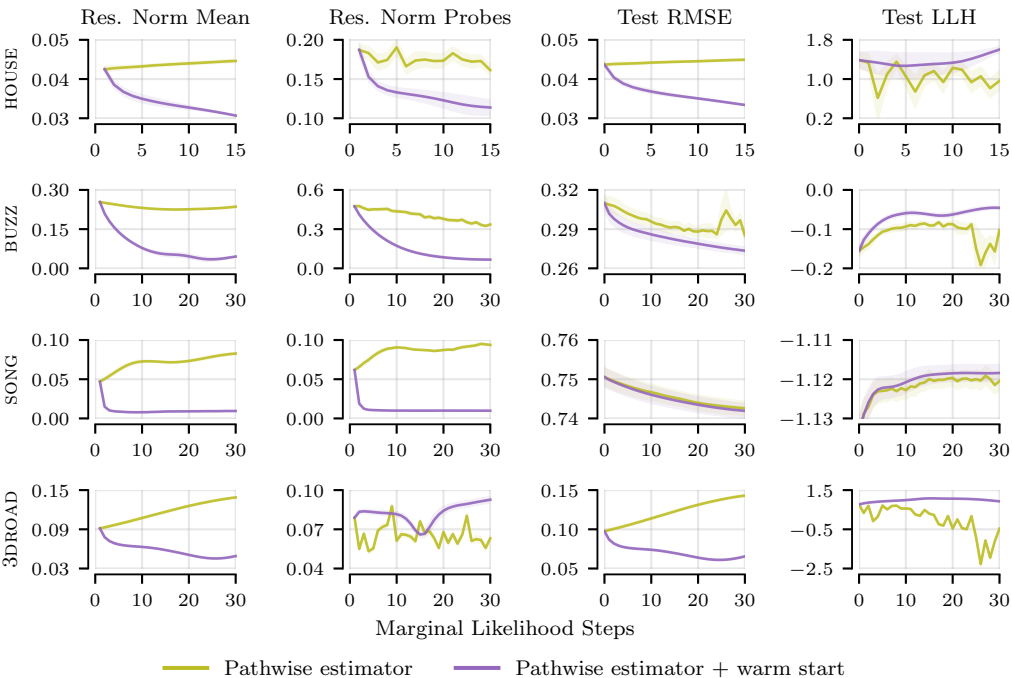 Res. Norm Mean Res. Norm Probes Test RMSE Test LLH
HOUSE
0.05 0.20 0.05 1.8
0.04 0.15 0.04 1.0
0.03 0.10 0.03 0.2
0 5 10 15 0 5 10 15 0 5 10 15 0 5 10 15
BUZZ
0.30 0.6 0.32 0.0
0.15 0.3 0.29 −0.1
0.00 0.0 0.26 −0.2
0 10 20 30 0 10 20 30 0 10 20 30 0 10 20 30
SONG
0.10 0.10 0.76 −1.11
0.05 0.05 0.75 −1.12
0.00 0.00 0.74 −1.13
0 10 20 30 0 10 20 30 0 10 20 30 0 10 20 30
3DROAD
0.15 0.10 0.15 1.5
0.09 0.07 0.10 −0.5
0.03 0.04 0.05 −2.5
0 10 20 30 0 10 20 30 0 10 20 30 0 10 20 30
Marginal Likelihood Steps
Pathwise estimator Pathwise estimator + warm start